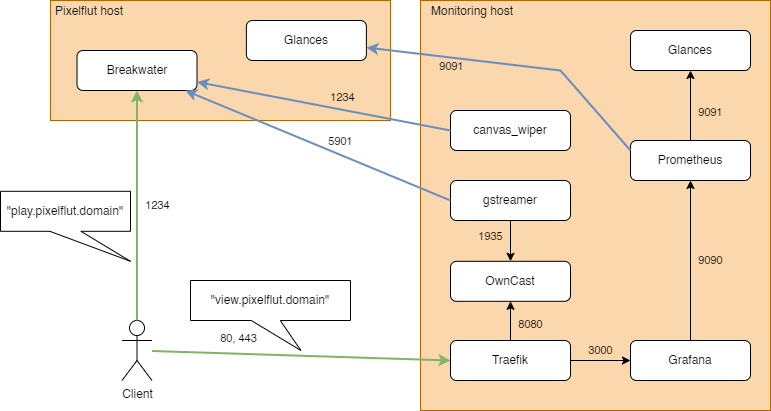 Pixelflut host
Monitoring host
Glances
Glances
Breakwater
9091
1234
9091
canvas_wiper
5901
Prometheus
gstreamer
"play.pixelflut.domain"
1234
1935
9090
OwnCast
"view.pixelflut.domain"
8080
80, 443
3000
Traefik
Grafana
Client